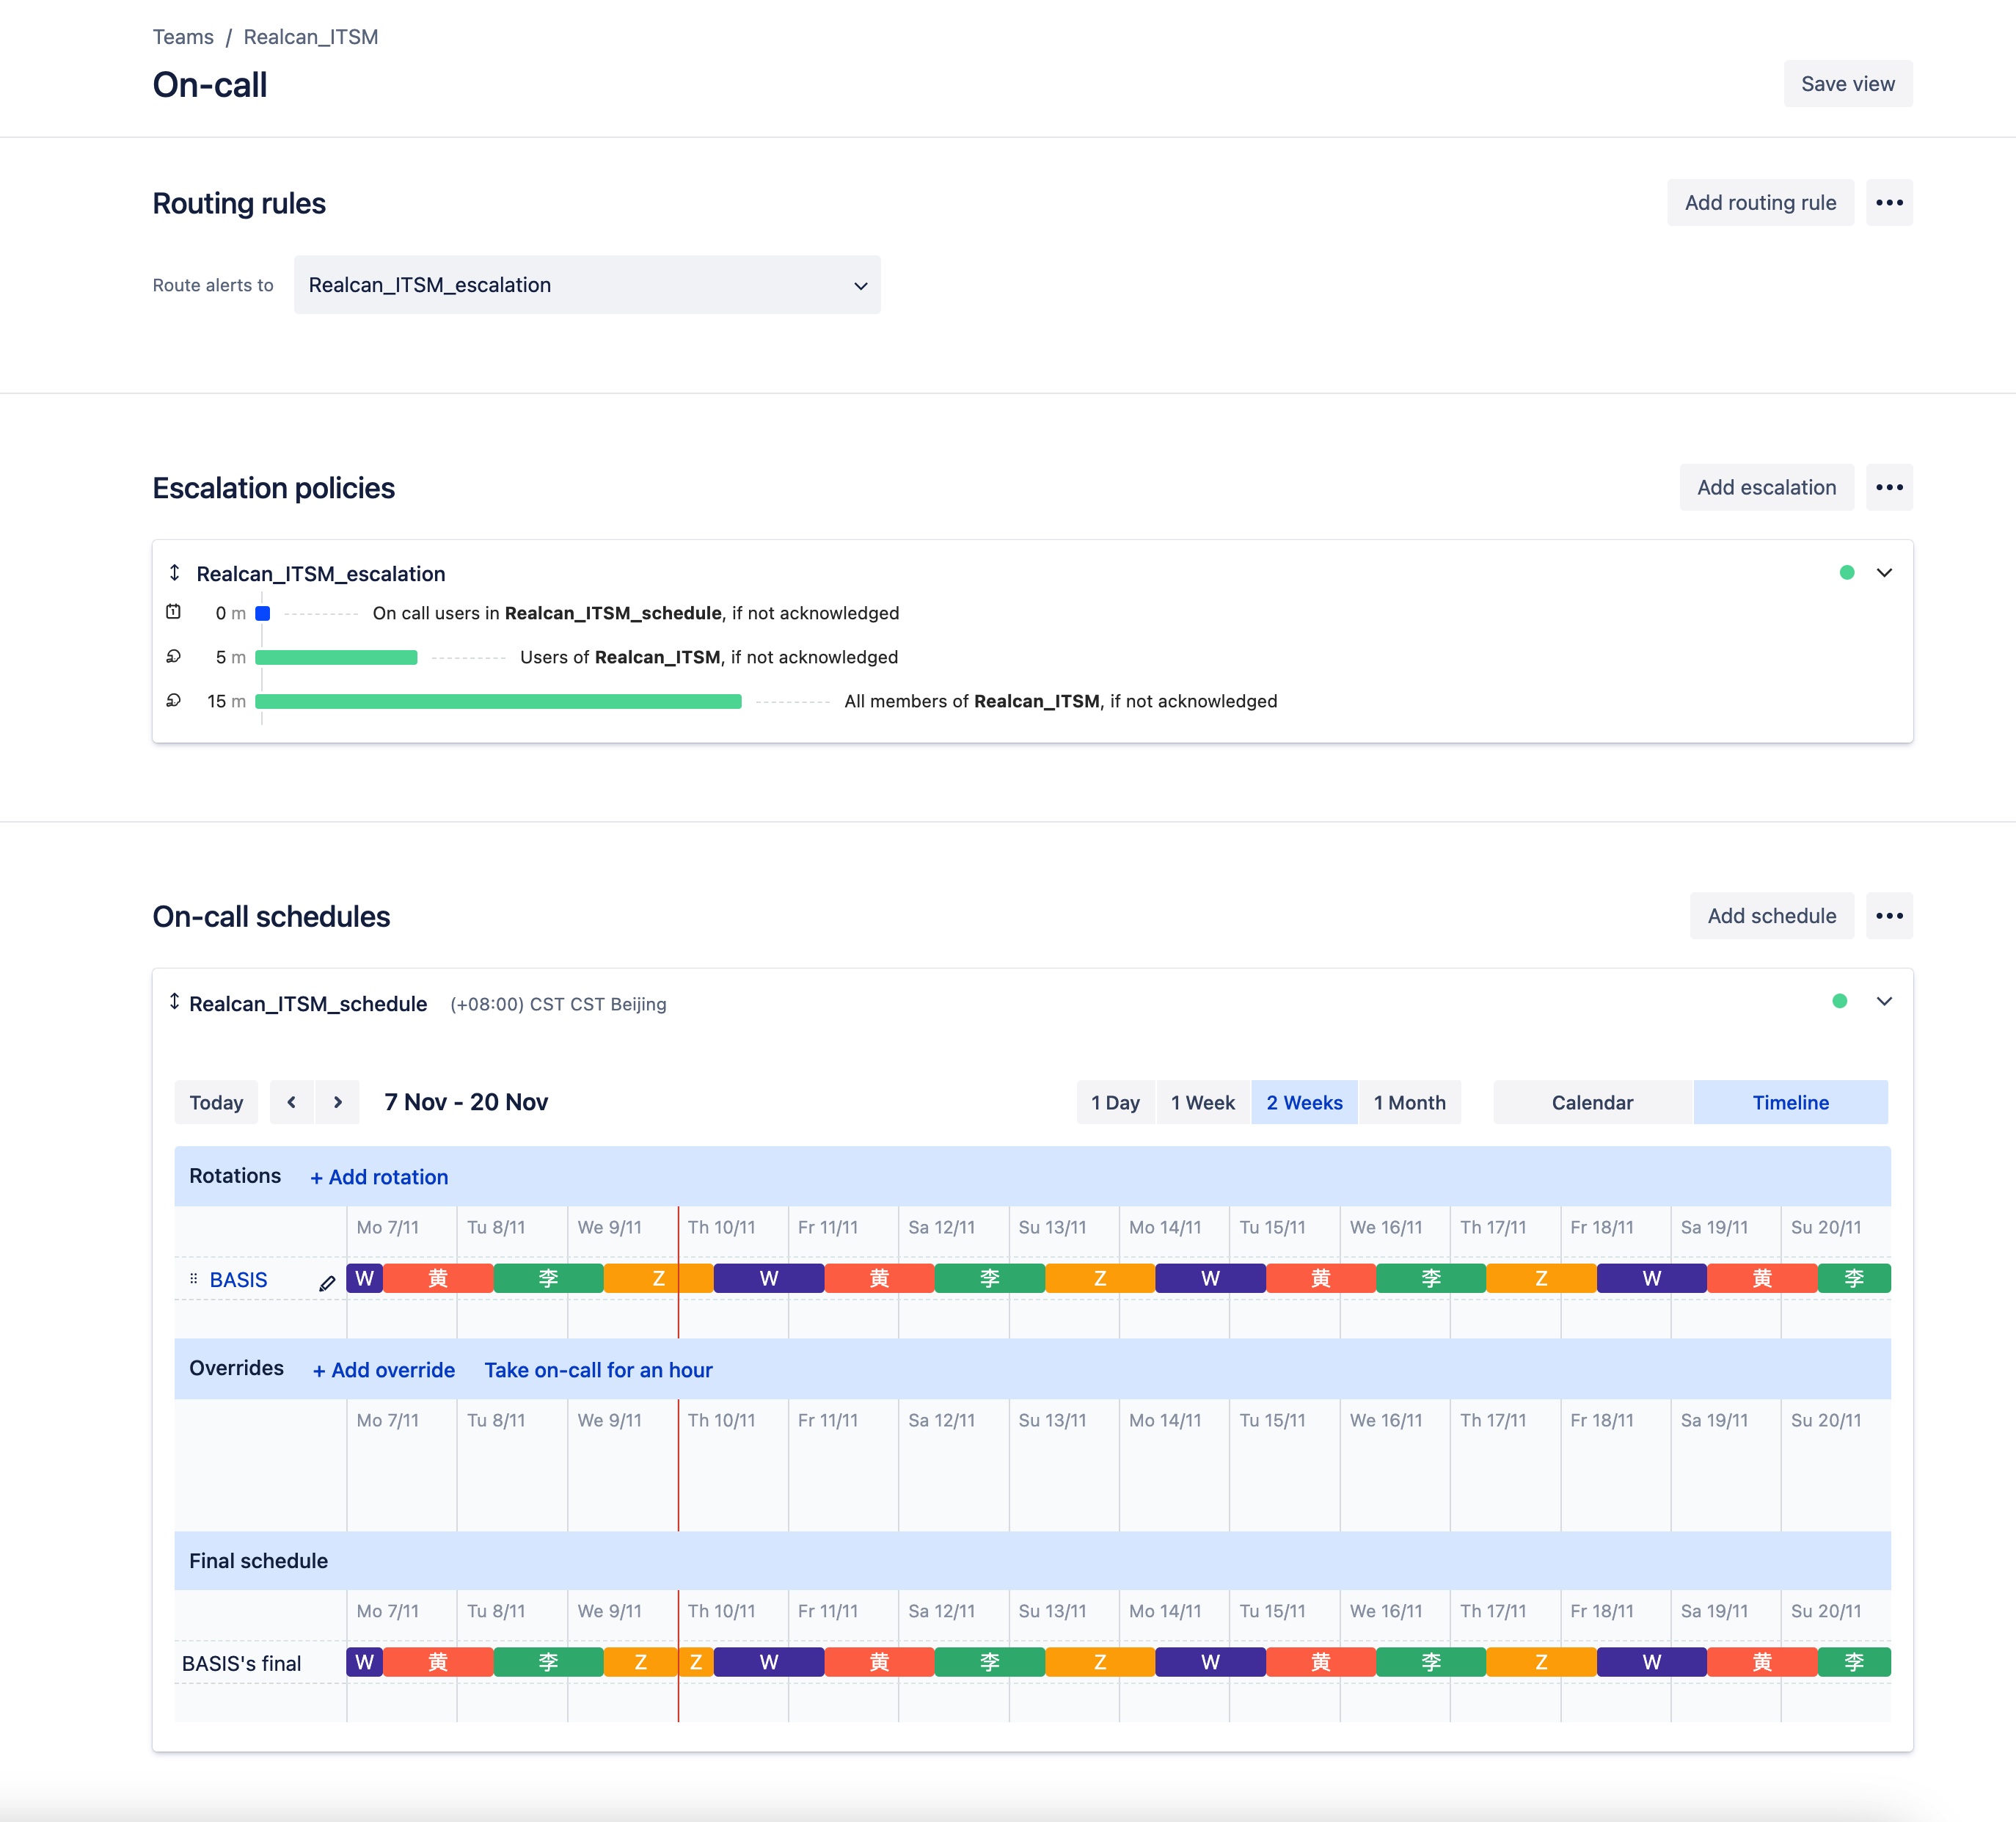 Teams / Realcan_ITSM
On-call
Save view
Routing rules
Add routing rule
Route alerts to
Realcan_ITSM_escalation
Escalation policies
Add escalation
Realcan_ITSM_escalation
0 m On call users in Realcan_ITSM_schedule, if not acknowledged
5 m Users of Realcan_ITSM, if not acknowledged
15 m All members of Realcan_ITSM, if not acknowledged
On-call schedules
Add schedule
Realcan_ITSM_schedule (+08:00) CST CST Beijing
Today 7 Nov - 20 Nov 1 Day 1 Week 2 Weeks 1 Month Calendar Timeline
Rotations + Add rotation
Mo 7/11 Tu 8/11 We 9/11 Th 10/11 Fr 11/11 Sa 12/11 Su 13/11 Mo 14/11 Tu 15/11 We 16/11 Th 17/11 Fr 18/11 Sa 19/11 Su 20/11
BASIS W 黄 李 Z W 黄 李 Z W 黄 李 Z W 黄 李
Overrides + Add override Take on-call for an hour
Mo 7/11 Tu 8/11 We 9/11 Th 10/11 Fr 11/11 Sa 12/11 Su 13/11 Mo 14/11 Tu 15/11 We 16/11 Th 17/11 Fr 18/11 Sa 19/11 Su 20/11
Final schedule
Mo 7/11 Tu 8/11 We 9/11 Th 10/11 Fr 11/11 Sa 12/11 Su 13/11 Mo 14/11 Tu 15/11 We 16/11 Th 17/11 Fr 18/11 Sa 19/11 Su 20/11
BASIS's final W 黄 李 Z Z W 黄 李 Z W 黄 李 Z W 黄 李